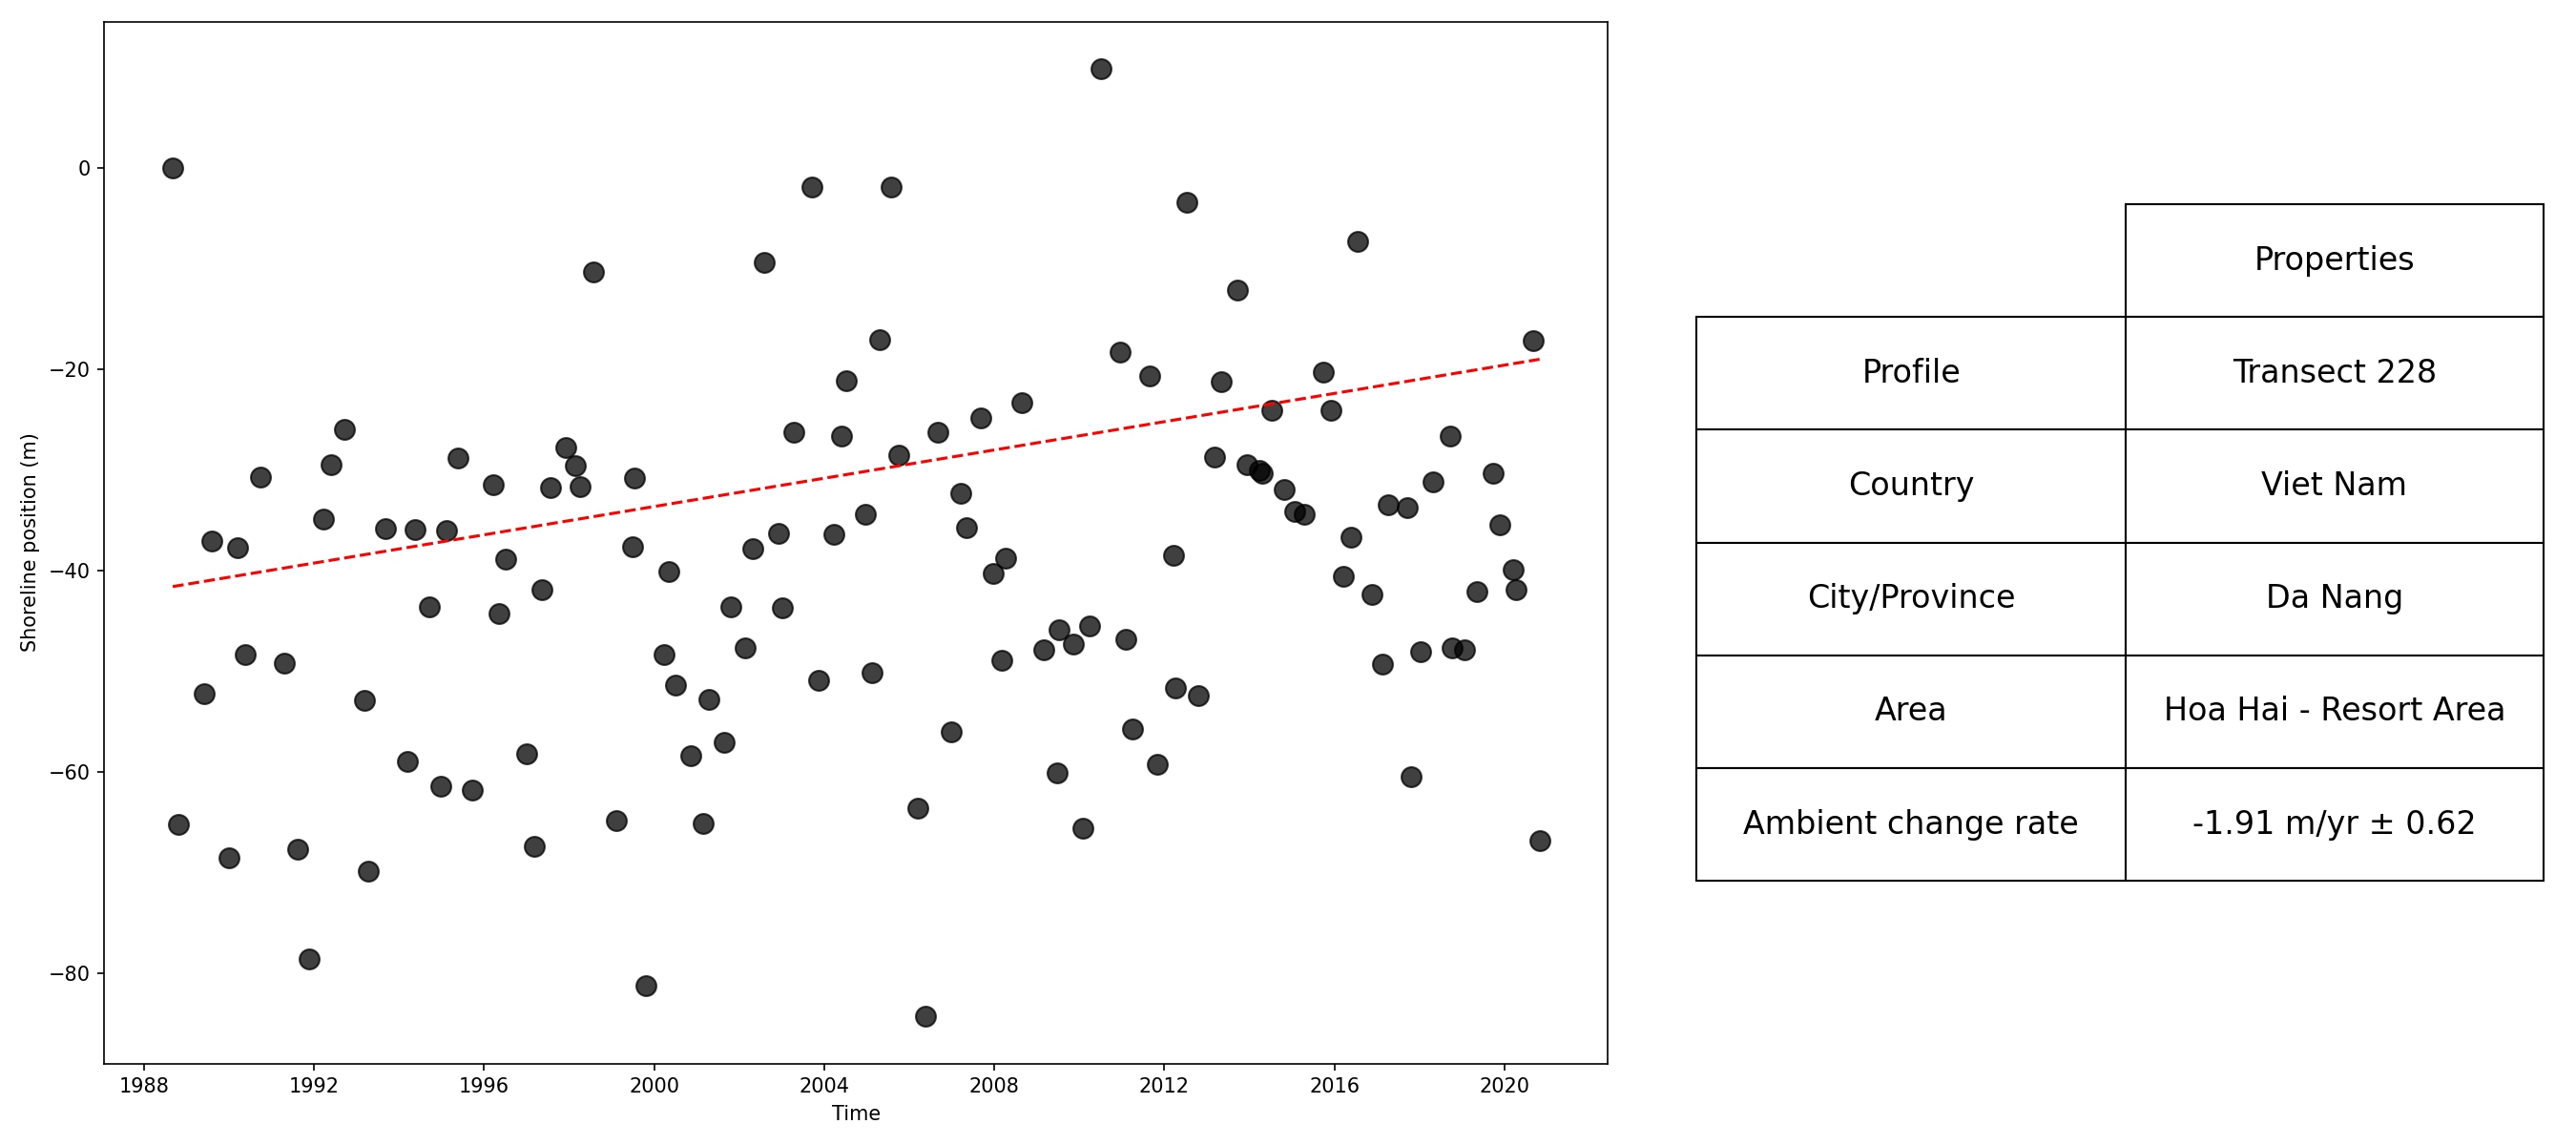 0
−20
−40
−60
−80
Shoreline position (m)
1988 1992 1996 2000 2004 2008 2012 2016 2020
Time
Properties
Profile Transect 228
Country Viet Nam
City/Province Da Nang
Area Hoa Hai - Resort Area
Ambient change rate -1.91 m/yr ± 0.62